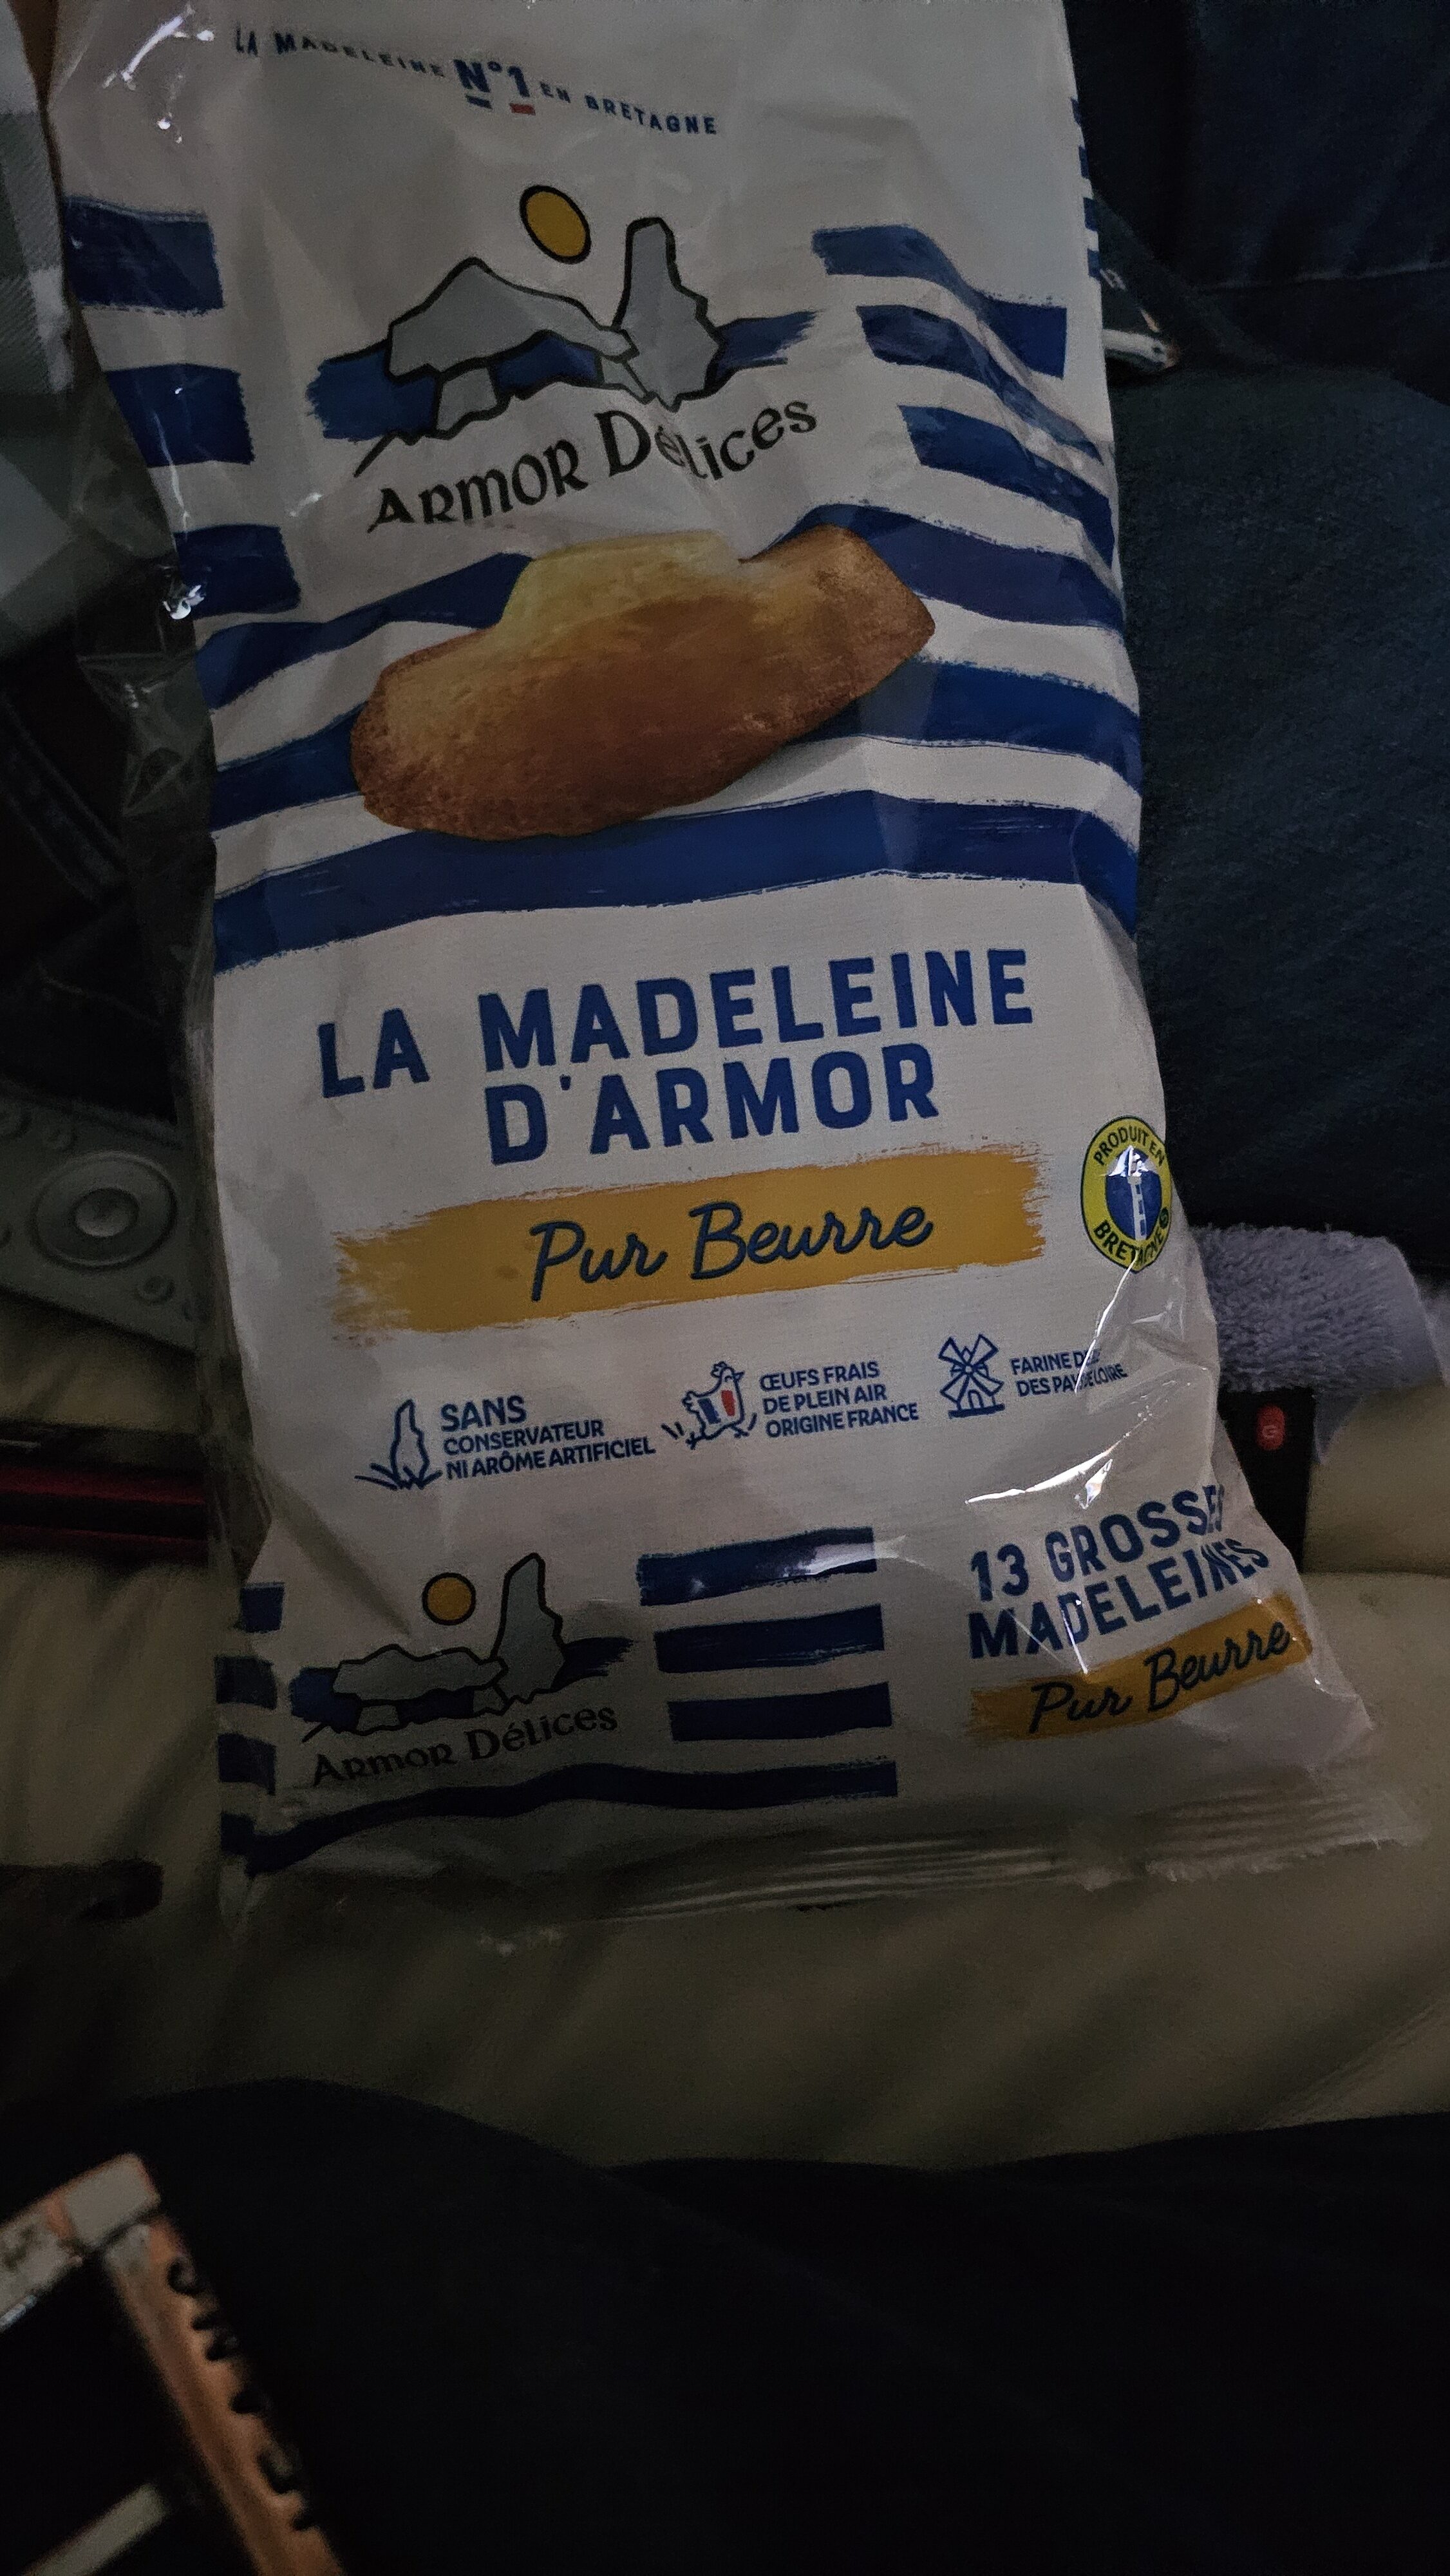 LA MADELEINE N°1 EN BRETAGNE
ARMOR DéLICES
LA MADELEINE
D'ARMOR
Pur Beurre
PRODUIT EN
BRETAGNE
SANS
CONSERVATEUR
NI ARÔME ARTIFICIEL
ŒUFS FRAIS
DE PLEIN AIR
ORIGINE FRANCE
FARINE
DES PAYS DE LOIRE
13 GROSSES
MADELEINES
Pur Beurre
ARMOR DéLICES
G